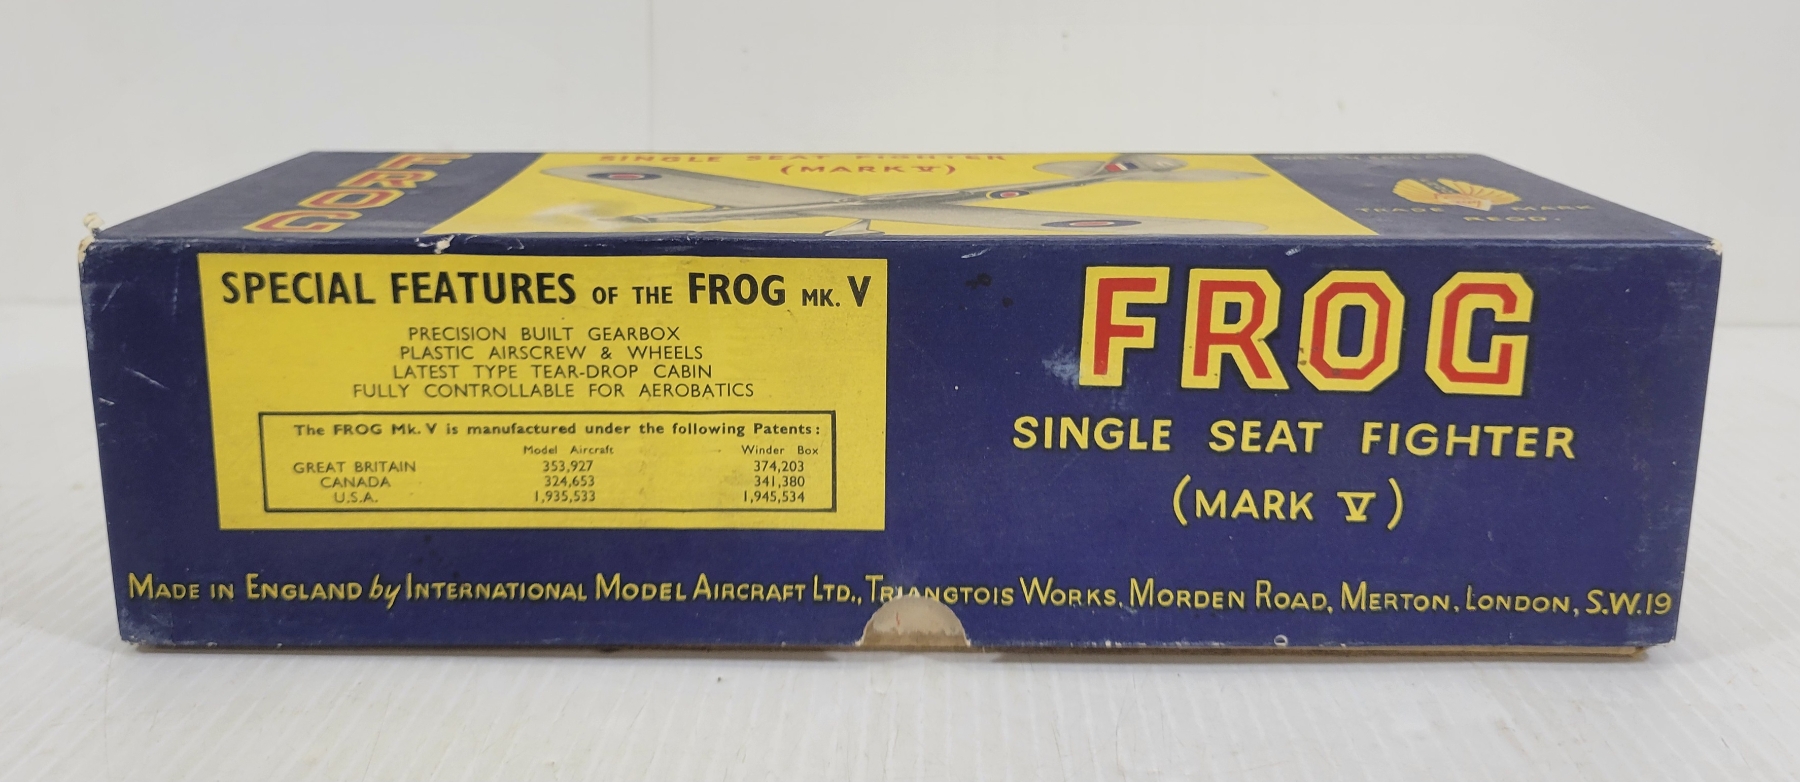 FROG
SINGLE SEAT FIGHTER
(MARK V)
TRADE MARK
REGD.
SPECIAL FEATURES OF THE FROG MK. V
PRECISION BUILT GEARBOX
PLASTIC AIRSCREW & WHEELS
LATEST TYPE TEAR-DROP CABIN
FULLY CONTROLLABLE FOR AEROBATICS
The FROG Mk. V is manufactured under the following Patents:
Model Aircraft Winder Box
GREAT BRITAIN 353,927 374,203
CANADA 324,653 341,380
U.S.A. 1,935,533 1,945,534
FROG
SINGLE SEAT FIGHTER
(MARK V)
MADE IN ENGLAND by INTERNATIONAL MODEL AIRCRAFT LTD., TRIANGTOIS WORKS, MORDEN ROAD, MERTON, LONDON, S.W.19